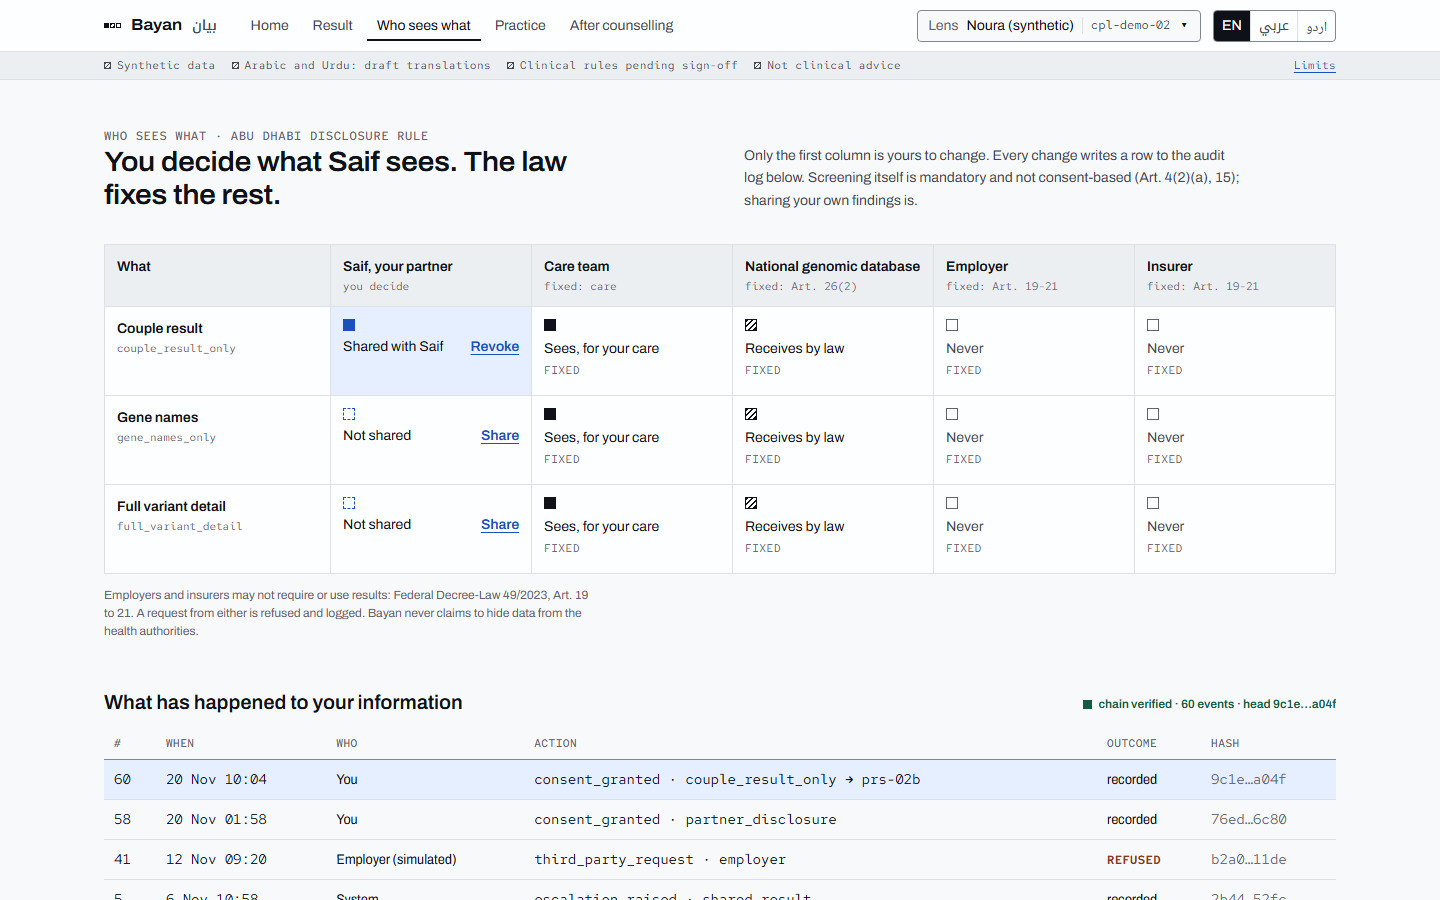 Bayan بيان Home Result Who sees what Practice After counselling Lens Noura (synthetic) cpl-demo-02 ▼ EN عربي اردو
Synthetic data Arabic and Urdu: draft translations Clinical rules pending sign-off Not clinical advice Limits
WHO SEES WHAT · ABU DHABI DISCLOSURE RULE
You decide what Saif sees. The law
fixes the rest.
Only the first column is yours to change. Every change writes a row to the audit
log below. Screening itself is mandatory and not consent-based (Art. 4(2)(a), 15);
sharing your own findings is.
What Saif, your partner Care team National genomic database Employer Insurer
you decide fixed: care fixed: Art. 26(2) fixed: Art. 19-21 fixed: Art. 19-21
Couple result
couple_result_only
Shared with Saif Revoke Sees, for your care Receives by law Never Never
FIXED FIXED FIXED FIXED
Gene names
gene_names_only
Not shared Share Sees, for your care Receives by law Never Never
FIXED FIXED FIXED FIXED
Full variant detail
full_variant_detail
Not shared Share Sees, for your care Receives by law Never Never
FIXED FIXED FIXED FIXED
Employers and insurers may not require or use results: Federal Decree-Law 49/2023, Art. 19
to 21. A request from either is refused and logged. Bayan never claims to hide data from the
health authorities.
What has happened to your information chain verified · 60 events · head 9c1e…a04f
# WHEN WHO ACTION OUTCOME HASH
60 20 Nov 10:04 You consent_granted · couple_result_only → prs-02b recorded 9c1e…a04f
58 20 Nov 01:58 You consent_granted · partner_disclosure recorded 76ed…6c80
41 12 Nov 09:20 Employer (simulated) third_party_request · employer REFUSED b2a0…11de
5 6 Nov 10:58 System escalation_raised · shared_result recorded 2b44…52fc